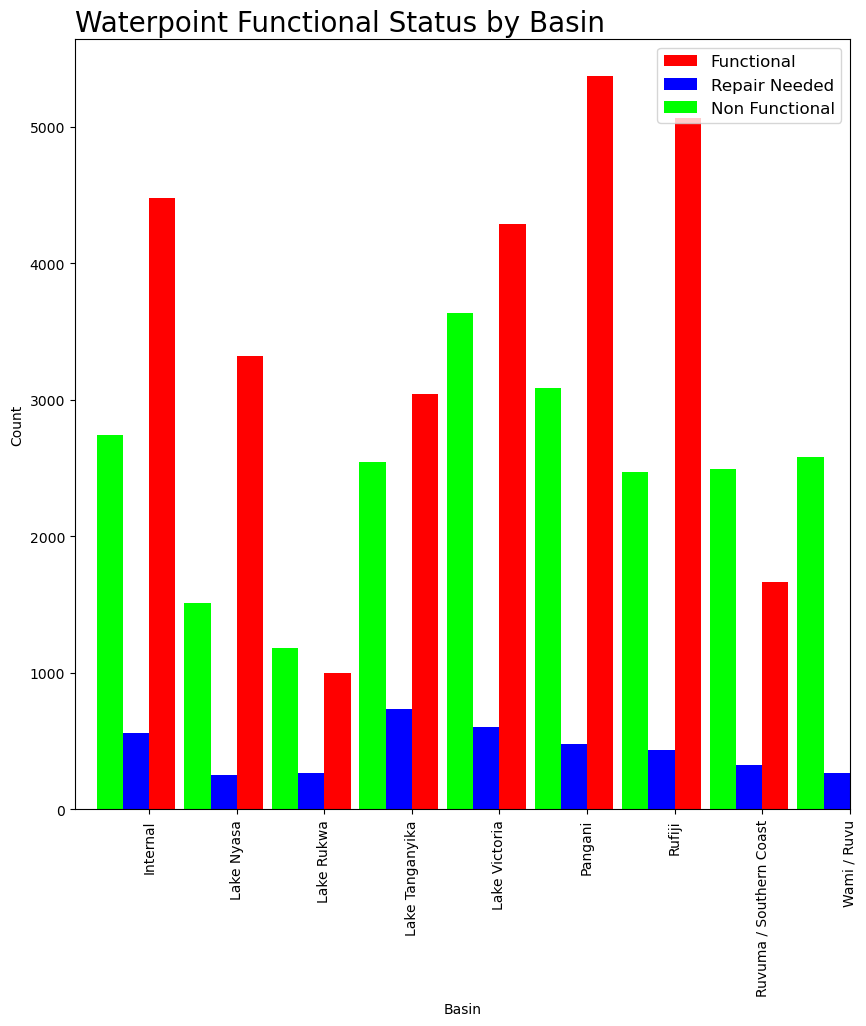 Waterpoint Functional Status by Basin
Functional
Repair Needed
Non Functional
Count
5000
4000
3000
2000
1000
0
Internal
Lake Nyasa
Lake Rukwa
Lake Tanganyika
Lake Victoria
Pangani
Rufiji
Ruvuma / Southern Coast
Wami / Ruvu
Basin